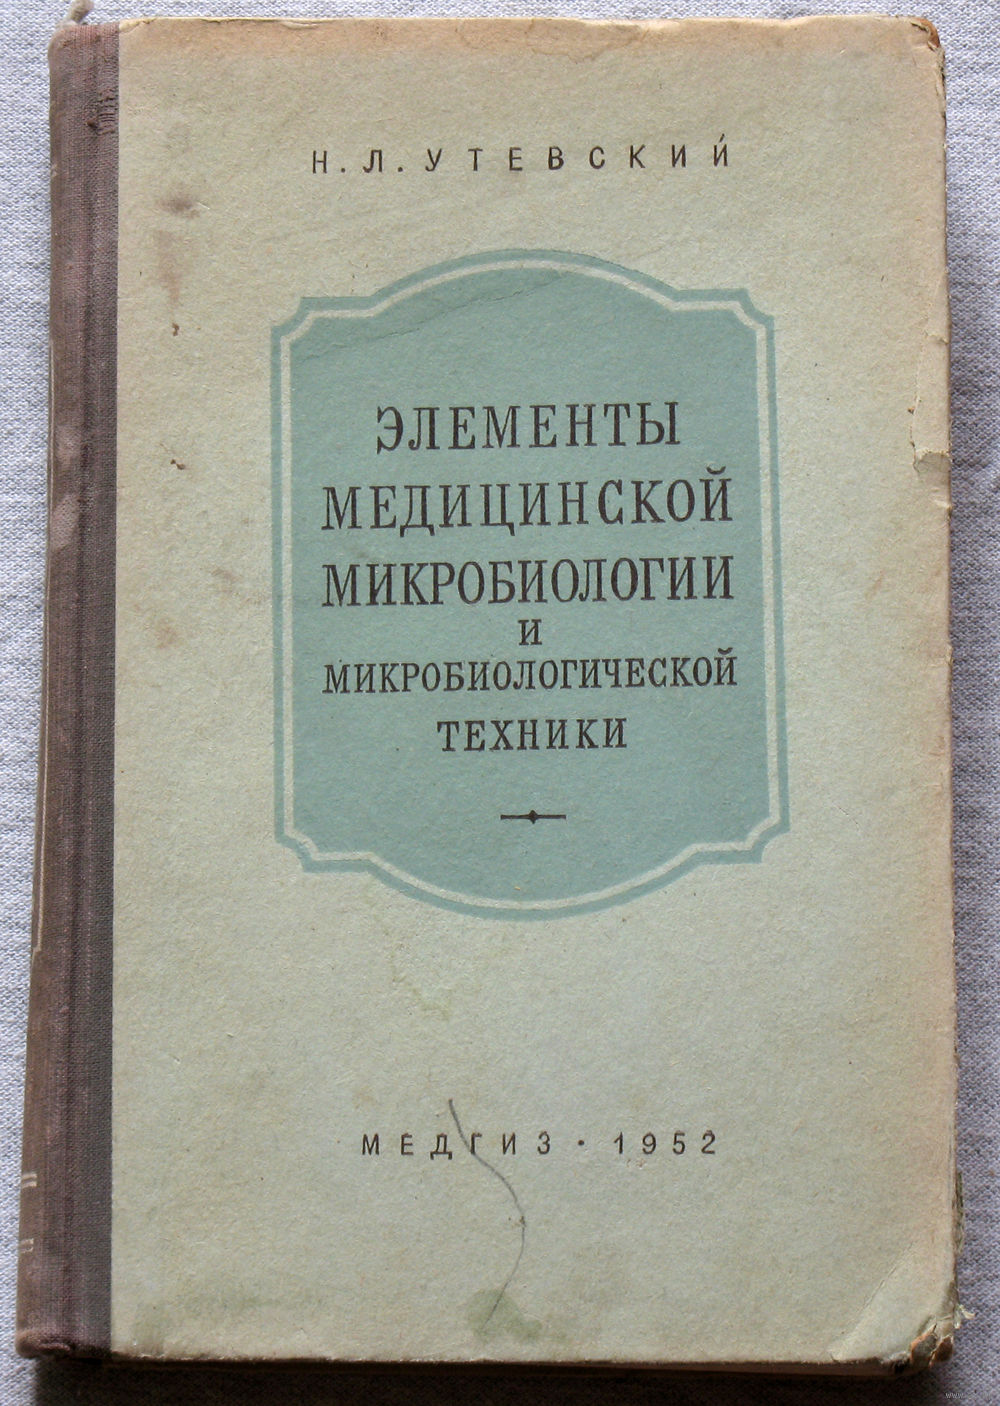 Н. Л. УТЕВСКИЙ
ЭЛЕМЕНТЫ
МЕДИЦИНСКОЙ
МИКРОБИОЛОГИИ
И
МИКРОБИОЛОГИЧЕСКОЙ
ТЕХНИКИ
МЕДГИЗ · 1952